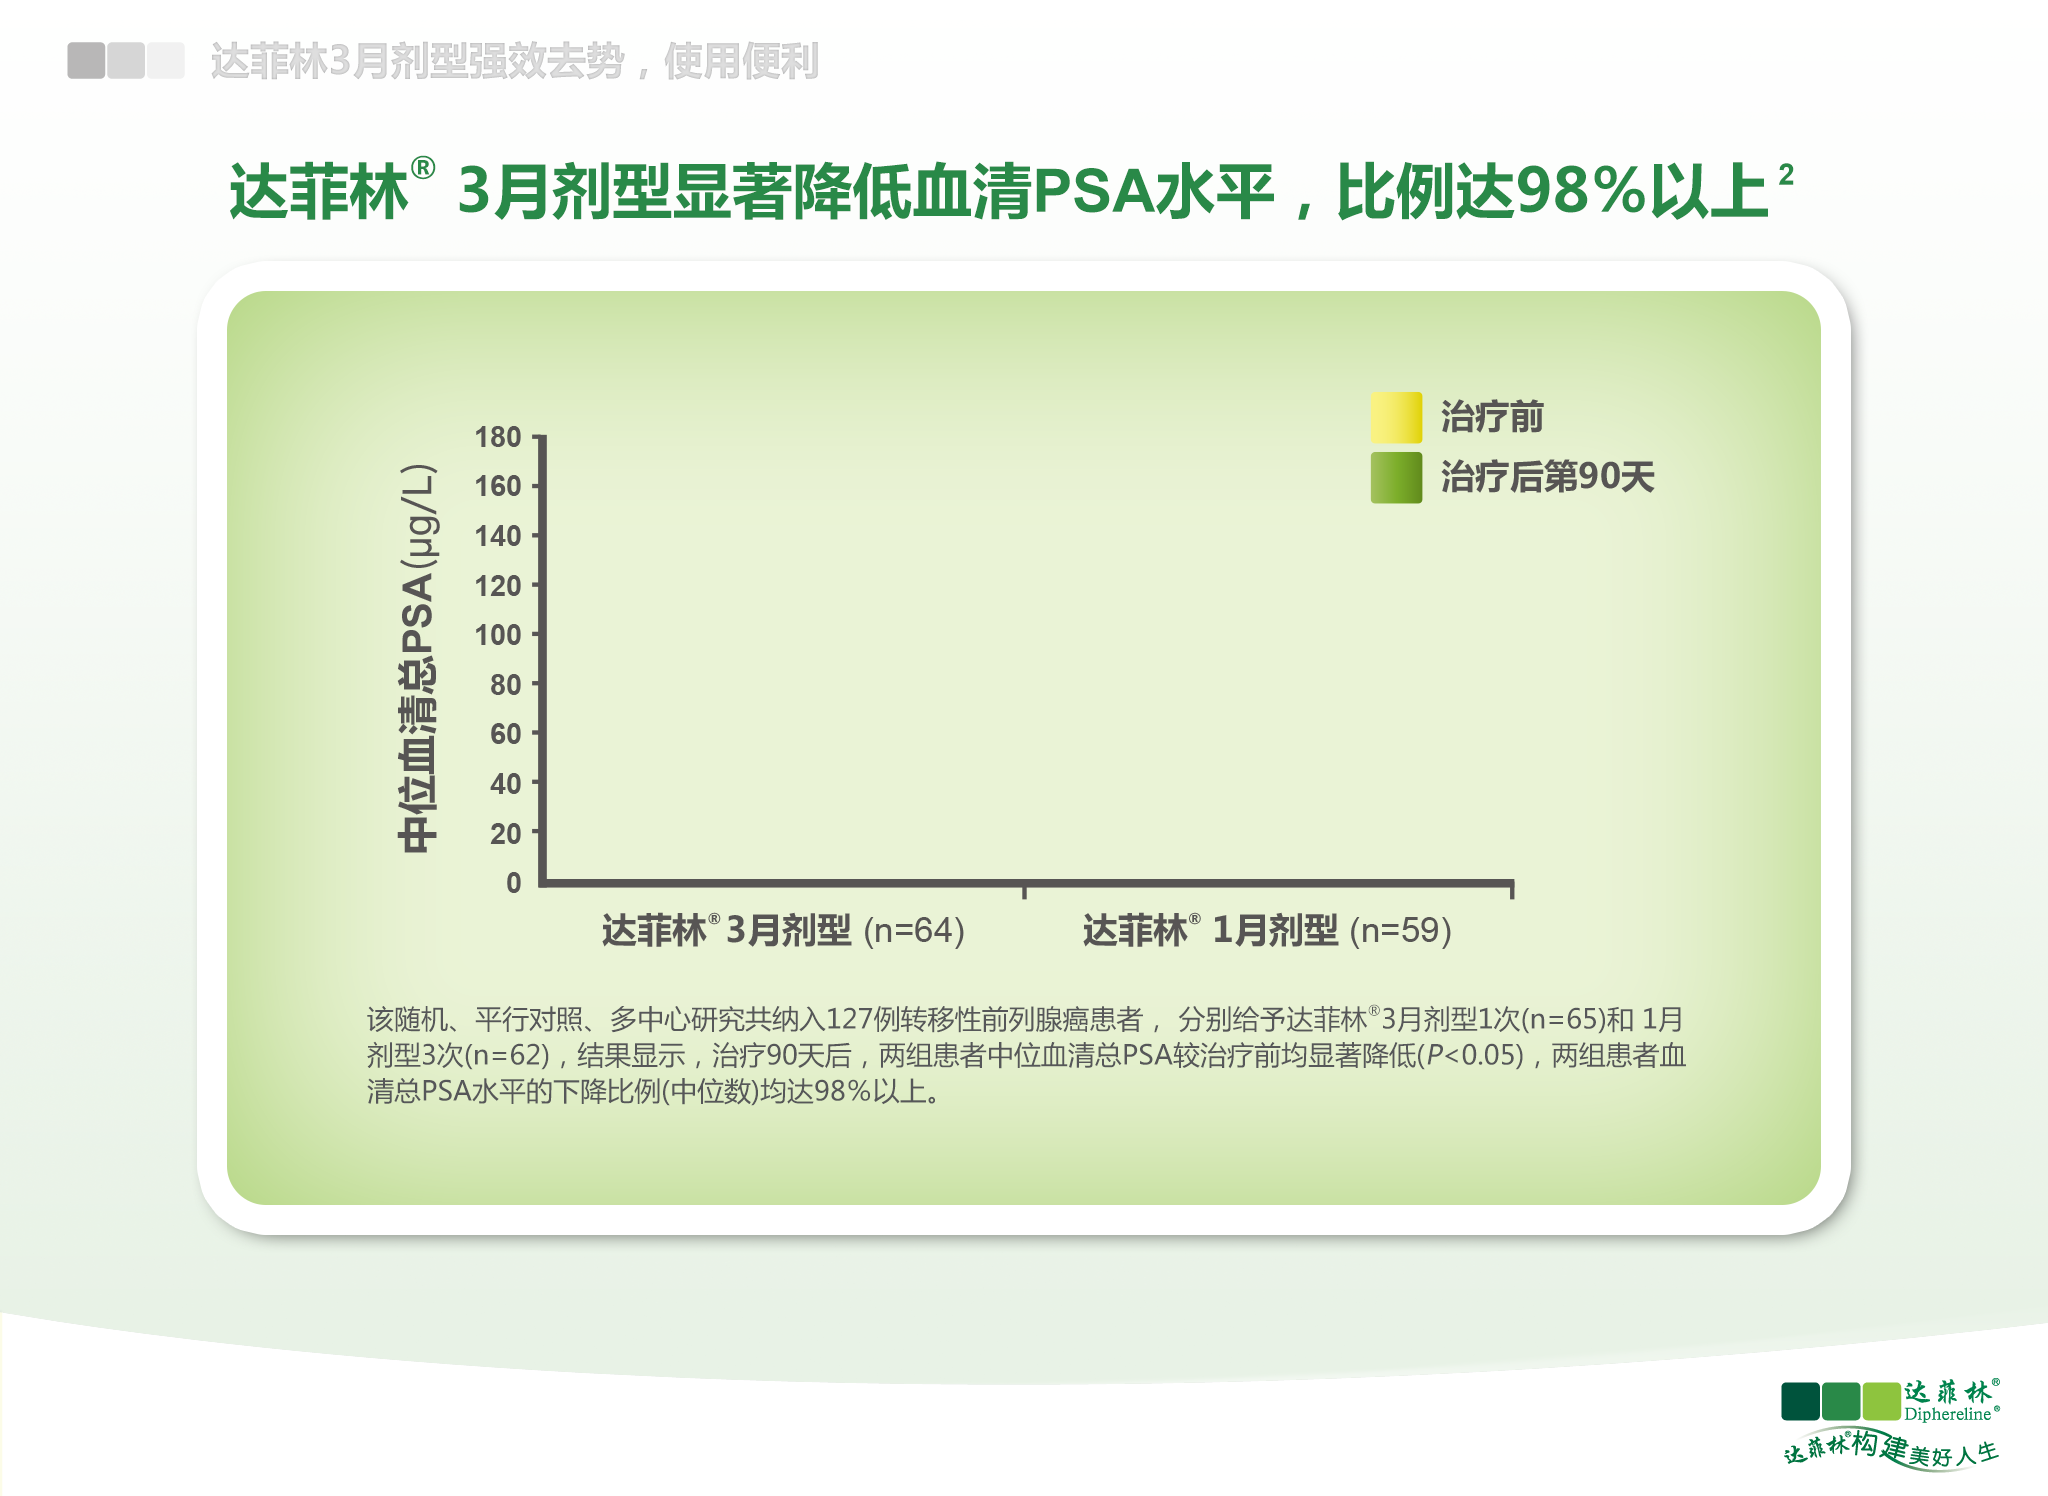 达菲林3月剂型强效去势，使用便利
达菲林® 3月剂型显著降低血清PSA水平，比例达98%以上²
治疗前
治疗后第90天
中位血清总PSA(μg/L)
180
160
140
120
100
80
60
40
20
0
达菲林®3月剂型 (n=64)
达菲林® 1月剂型 (n=59)
该随机、平行对照、多中心研究共纳入127例转移性前列腺癌患者， 分别给予达菲林®3月剂型1次(n=65)和 1月
剂型3次(n=62)，结果显示，治疗90天后，两组患者中位血清总PSA较治疗前均显著降低(P<0.05)，两组患者血
清总PSA水平的下降比例(中位数)均达98%以上。
达菲林®
Diphereline®
达菲林®构建美好人生